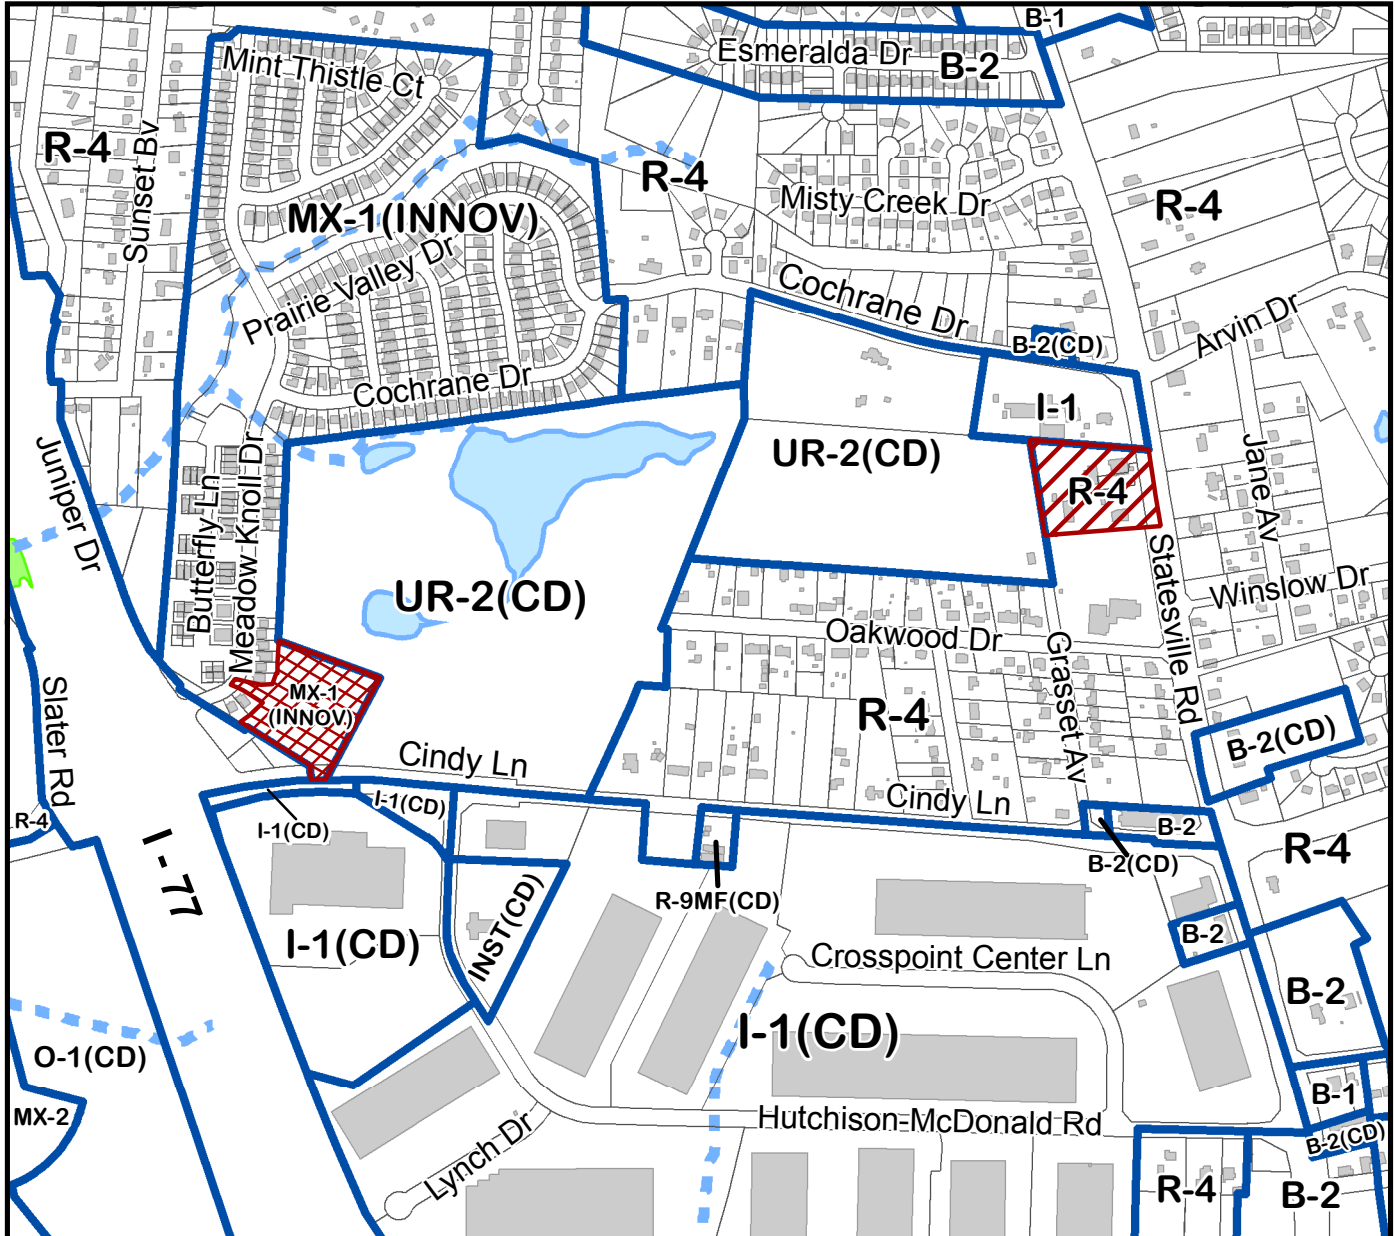 B-1
Esmeralda Dr
B-2
Mint Thistle Ct
R-4
Sunset Bv
R-4
Misty Creek Dr
R-4
MX-1(INNOV)
Prairie Valley Dr
Cochrane Dr
Arvin Dr
B-2(CD)
Cochrane Dr
I-1
Juniper Dr
UR-2(CD)
Jane Av
R-4
Butterfly Ln
Meadow Knoll Dr
UR-2(CD)
Statesville Rd
Winslow Dr
Oakwood Dr
Grasset Av
MX-1
(INNOV)
Slater Rd
R-4
B-2(CD)
Cindy Ln
Cindy Ln
I-1(CD)
R-4
I-1(CD)
B-2
R-4
B-2(CD)
I-77
R-9MF(CD)
INST(CD)
I-1(CD)
B-2
Crosspoint Center Ln
B-2
I-1(CD)
O-1(CD)
MX-2
B-1
Hutchison-McDonald Rd
B-2(CD)
Lynch Dr
R-4
B-2